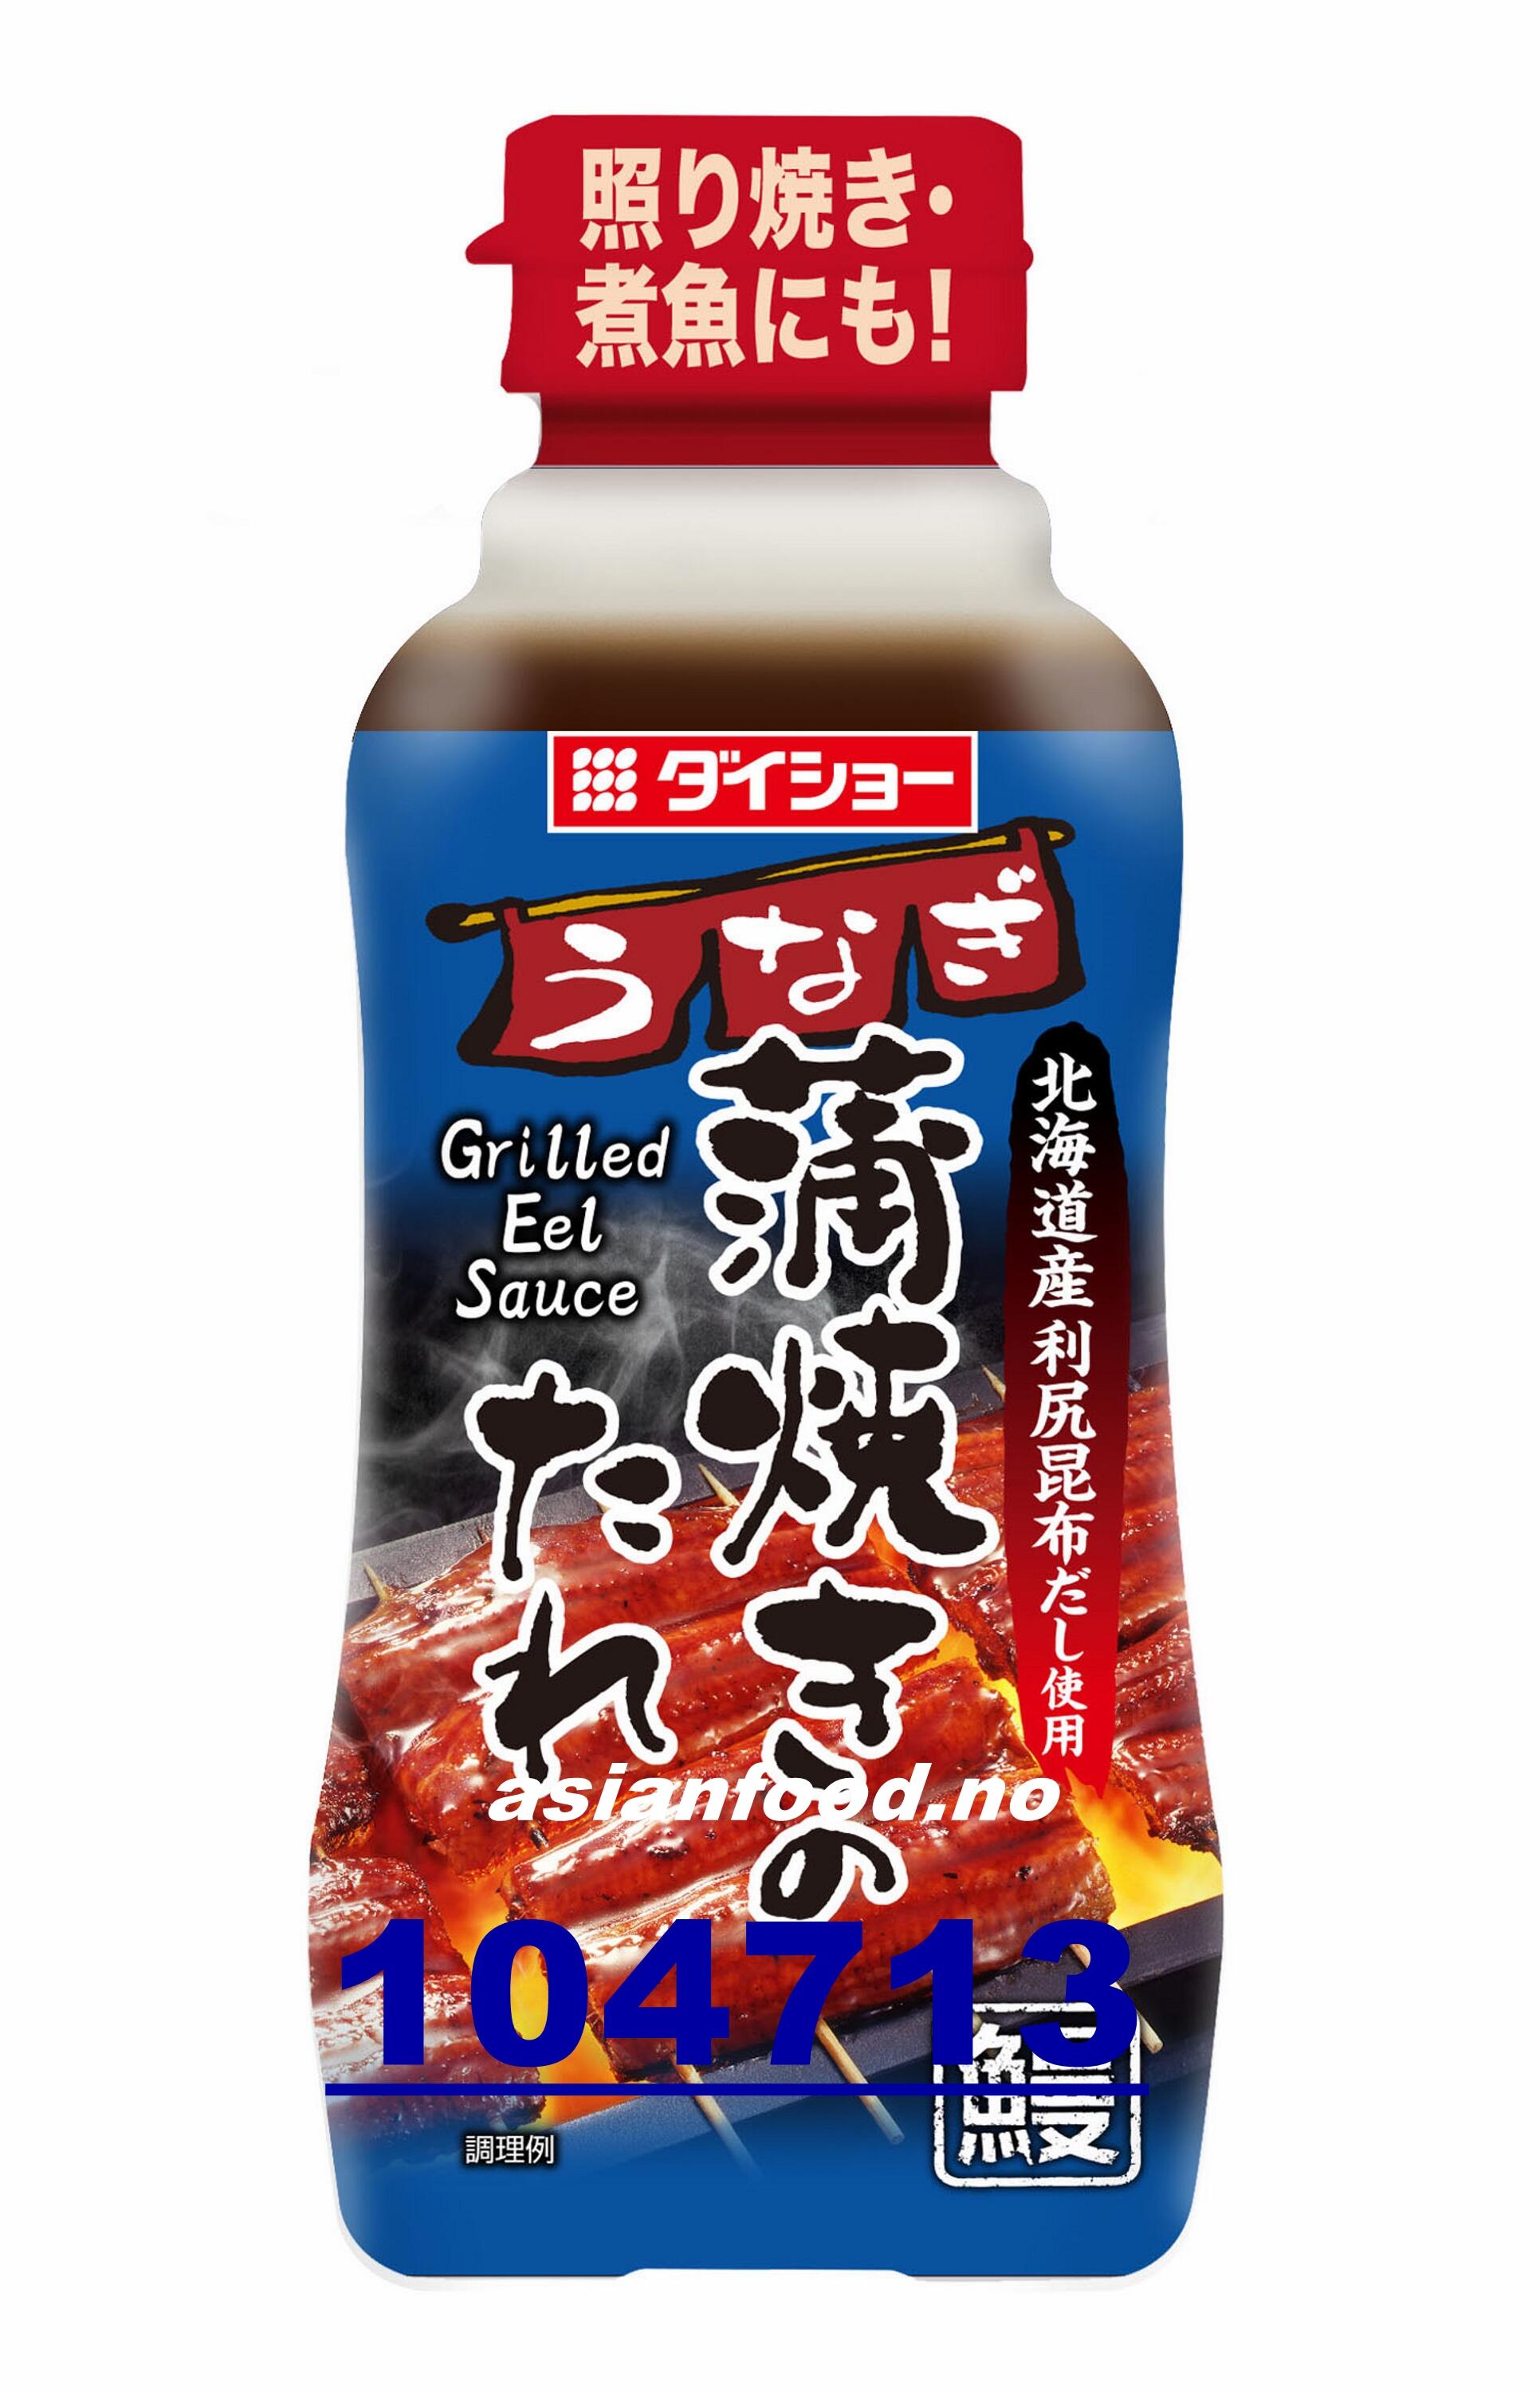 照り焼き・
煮魚にも!
ダイショー
うなぎ
蒲焼きの
たれ
Grilled
Eel
Sauce
北海道産利尻昆布だし使用
asianfood.no
104713
鰻
調理例